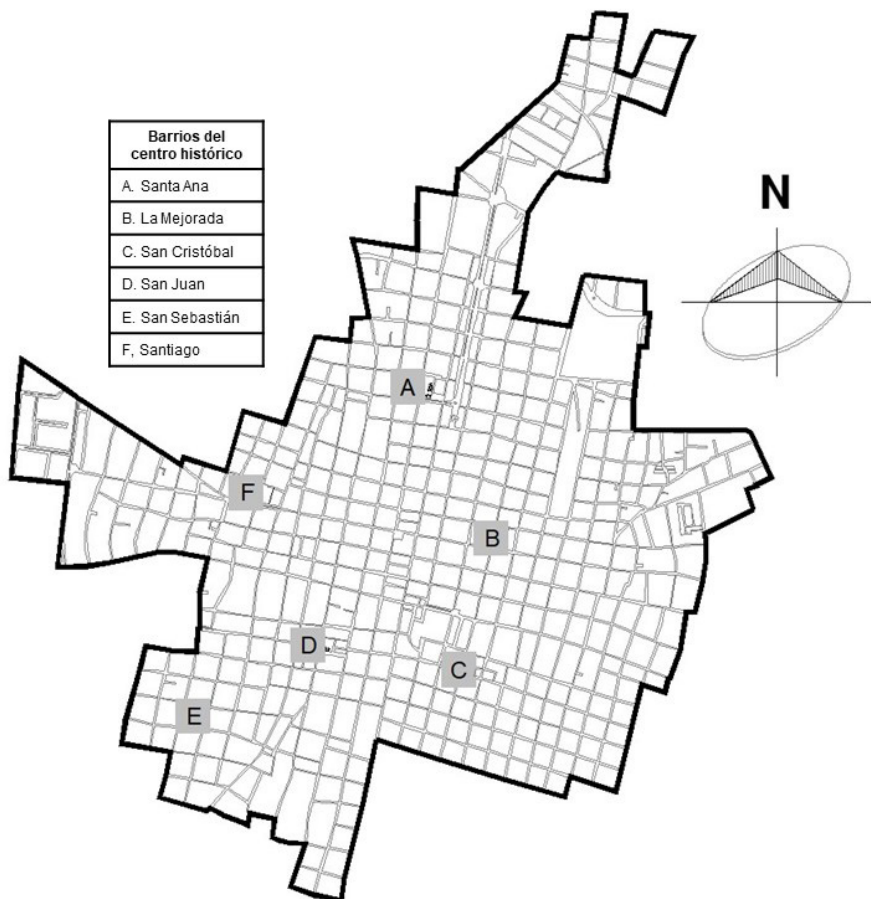 Barrios del
centro histórico
A. Santa Ana
B. La Mejorada
C. San Cristóbal
D. San Juan
E. San Sebastián
F, Santiago
N
A
F
B
D
C
E